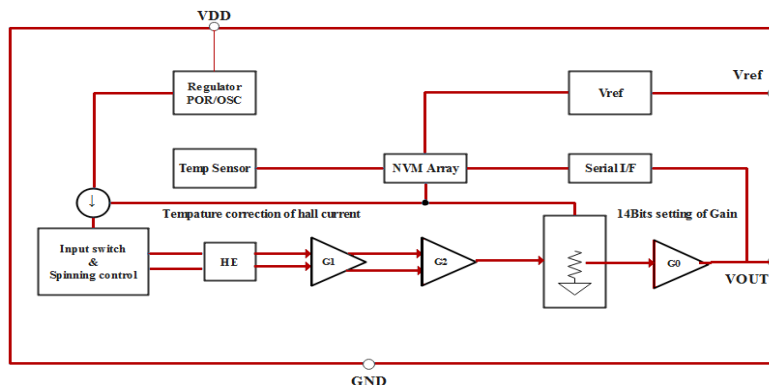 VDD
Regulator
POR/OSC
Vref
Vref
Temp Sensor
NVM Array
Serial I/F
↓
Tempature correction of hall current
14Bits setting of Gain
Input switch
&
Spinning control
HE
G1
G2
G0
VOUT
GND